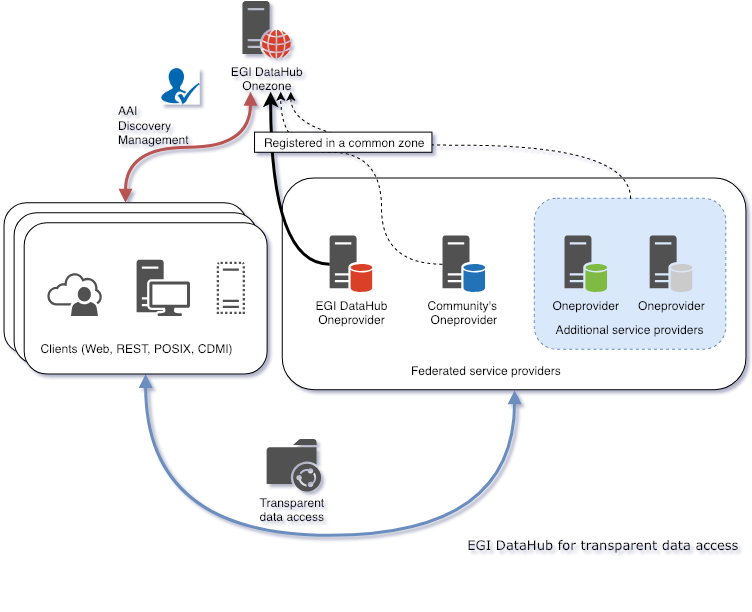 EGI DataHub
Onezone
AAI
Discovery
Management
Registered in a common zone
EGI DataHub
Oneprovider
Community's
Oneprovider
Oneprovider
Oneprovider
Additional service providers
Clients (Web, REST, POSIX, CDMI)
Federated service providers
Transparent
data access
EGI DataHub for transparent data access